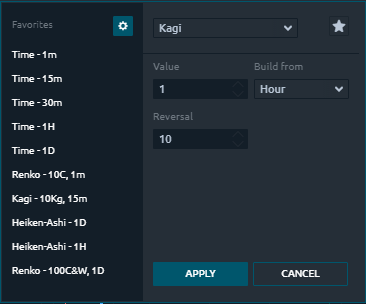 Favorites
Time - 1m
Time - 15m
Time - 30m
Time - 1H
Time - 1D
Renko - 10C, 1m
Kagi - 10Kg, 15m
Heiken-Ashi - 1D
Heiken-Ashi - 1H
Renko - 100C&W, 1D
Kagi
Value Build from
1 Hour
Reversal
10
APPLY CANCEL